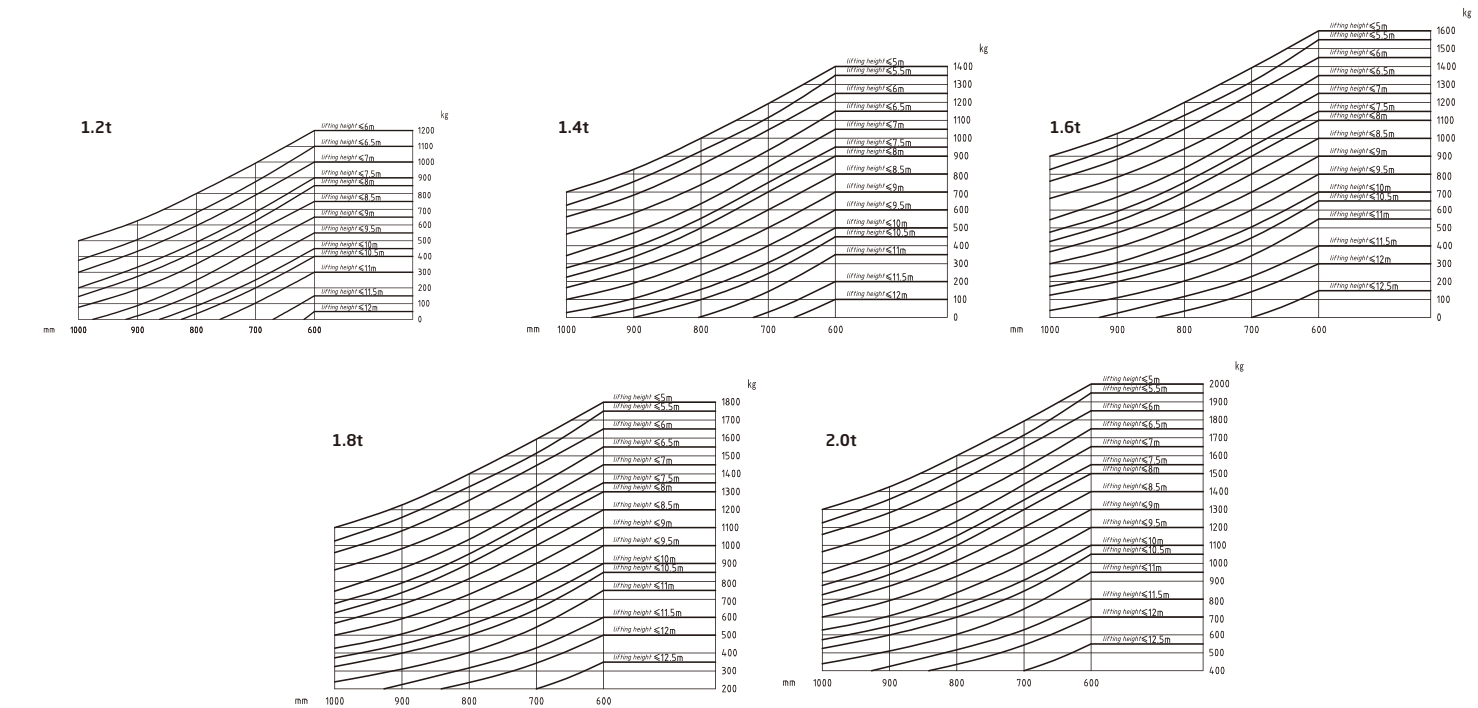 1.2t
kg
lifting height≤6m
1200
lifting height≤6.5m
1100
lifting height≤7m
1000
lifting height≤7.5m
900
lifting height≤8m
lifting height≤8.5m
800
lifting height≤9m
700
600
lifting height≤9.5m
500
lifting height≤10m
lifting height≤10.5m
400
lifting height≤11m
300
200
lifting height≤11.5m
100
lifting height≤12m
0
mm 1000 900 800 700 600
1.4t
kg
lifting height≤5m
1400
lifting height≤5.5m
1300
lifting height≤6m
1200
lifting height≤6.5m
1100
lifting height≤7m
1000
lifting height≤7.5m
lifting height≤8m
900
lifting height≤8.5m
800
lifting height≤9m
700
lifting height≤9.5m
600
lifting height≤10m
500
lifting height≤10.5m
400
lifting height≤11m
300
lifting height≤11.5m
200
lifting height≤12m
100
0
mm 1000 900 800 700 600
1.6t
kg
lifting height≤5m
1600
lifting height≤5.5m
1500
lifting height≤6m
1400
lifting height≤6.5m
1300
lifting height≤7m
1200
lifting height≤7.5m
lifting height≤8m
1100
lifting height≤8.5m
1000
lifting height≤9m
900
lifting height≤9.5m
800
lifting height≤10m
700
lifting height≤10.5m
600
lifting height≤11m
500
lifting height≤11.5m
400
lifting height≤12m
300
200
lifting height≤12.5m
100
0
mm 1000 900 800 700 600
1.8t
kg
lifting height≤5m
1800
lifting height≤5.5m
1700
lifting height≤6m
1600
lifting height≤6.5m
1500
lifting height≤7m
1400
lifting height≤7.5m
lifting height≤8m
1300
lifting height≤8.5m
1200
lifting height≤9m
1100
lifting height≤9.5m
1000
lifting height≤10m
900
lifting height≤10.5m
800
lifting height≤11m
700
lifting height≤11.5m
600
lifting height≤12m
500
400
lifting height≤12.5m
300
200
mm 1000 900 800 700 600
2.0t
kg
lifting height≤5m
2000
lifting height≤5.5m
1900
lifting height≤6m
1800
lifting height≤6.5m
1700
lifting height≤7m
1600
lifting height≤7.5m
lifting height≤8m
1500
lifting height≤8.5m
1400
lifting height≤9m
1300
lifting height≤9.5m
1200
lifting height≤10m
1100
lifting height≤10.5m
1000
lifting height≤11m
900
lifting height≤11.5m
800
lifting height≤12m
700
600
lifting height≤12.5m
500
400
mm 1000 900 800 700 600